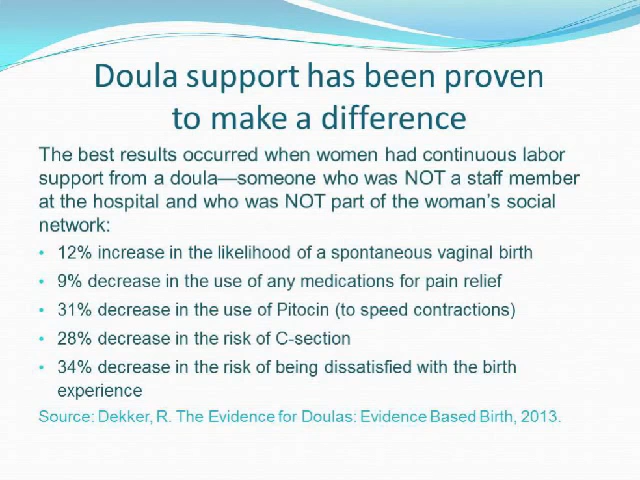 Doula support has been proven
to make a difference
The best results occurred when women had continuous labor
support from a doula—someone who was NOT a staff member
at the hospital and who was NOT part of the woman's social
network:
• 12% increase in the likelihood of a spontaneous vaginal birth
• 9% decrease in the use of any medications for pain relief
• 31% decrease in the use of Pitocin (to speed contractions)
• 28% decrease in the risk of C-section
• 34% decrease in the risk of being dissatisfied with the birth
experience
Source: Dekker, R. The Evidence for Doulas: Evidence Based Birth, 2013.